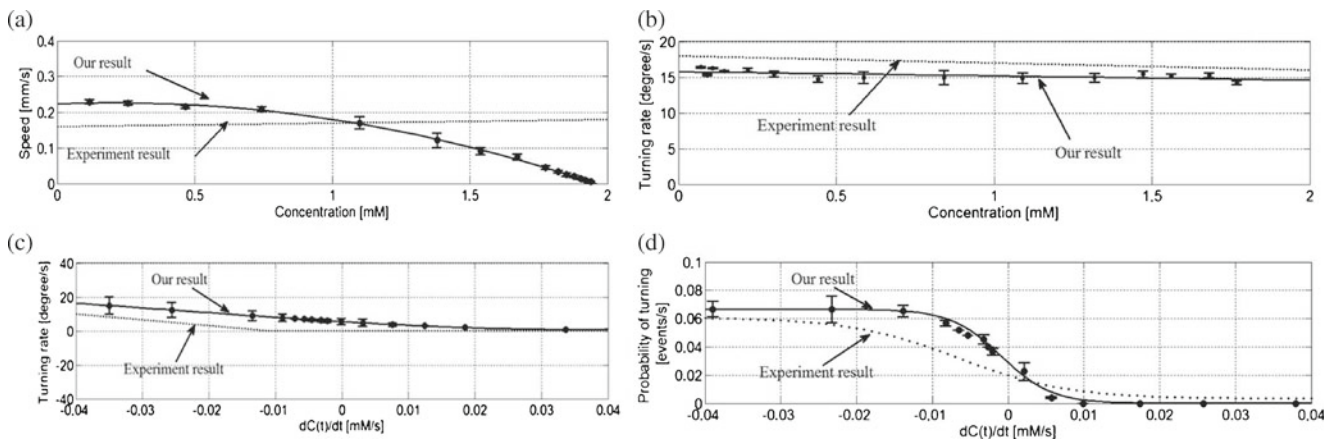 (a)
0.4
0.3
0.2
0.1
0
Speed [mm/s]
Our result
Experiment result
0 0.5 1 1.5 2
Concentration [mM]
(b)
20
15
10
5
0
Turning rate [degree/s]
Experiment result
Our result
0 0.5 1 1.5 2
Concentration [mM]
(c)
40
20
0
-20
-40
Turning rate [degree/s]
Our result
Experiment result
-0.04 -0.03 -0.02 -0.01 0 0.01 0.02 0.03 0.04
dC(t)/dt [mM/s]
(d)
0.1
0.08
0.06
0.04
0.02
0
Probability of turning
[events/s]
Our result
Experiment result
-0.04 -0.03 -0.02 -0,01 0 0.01 0.02 0,03 0.04
dC(t)/dt [mM/s]